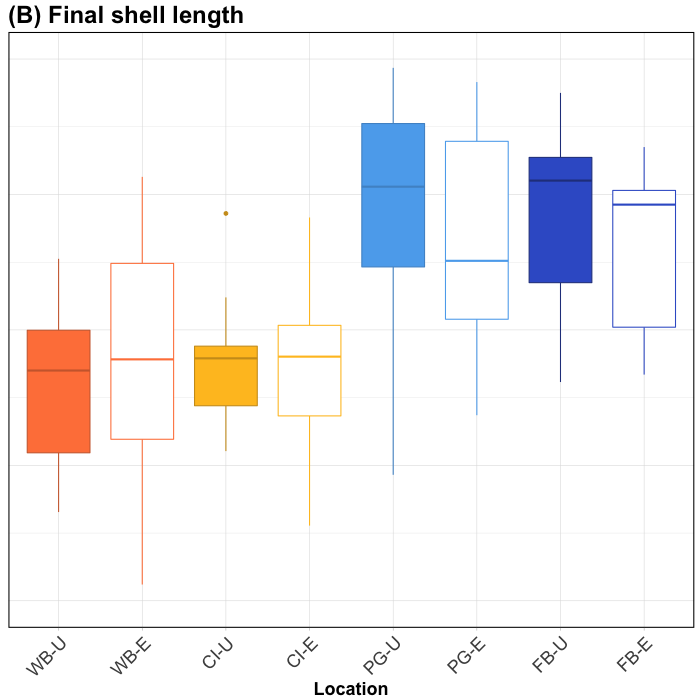 (B) Final shell length
WB-U
WB-E
CI-U
CI-E
PG-U
PG-E
FB-U
FB-E
Location